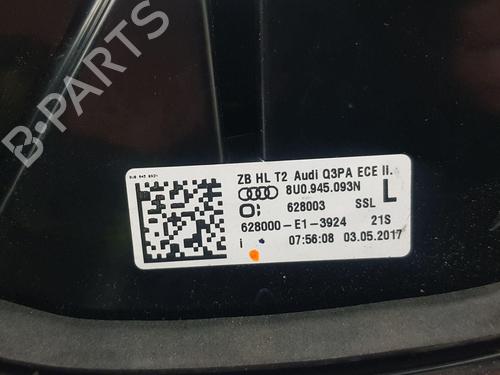 B-PARTS
ZB HL T2 Audi Q3PA ECE II.
8U0.945.093N
L
628003 SSL
628000-E1-3924 21S
i 07:56:08 03.05.2017